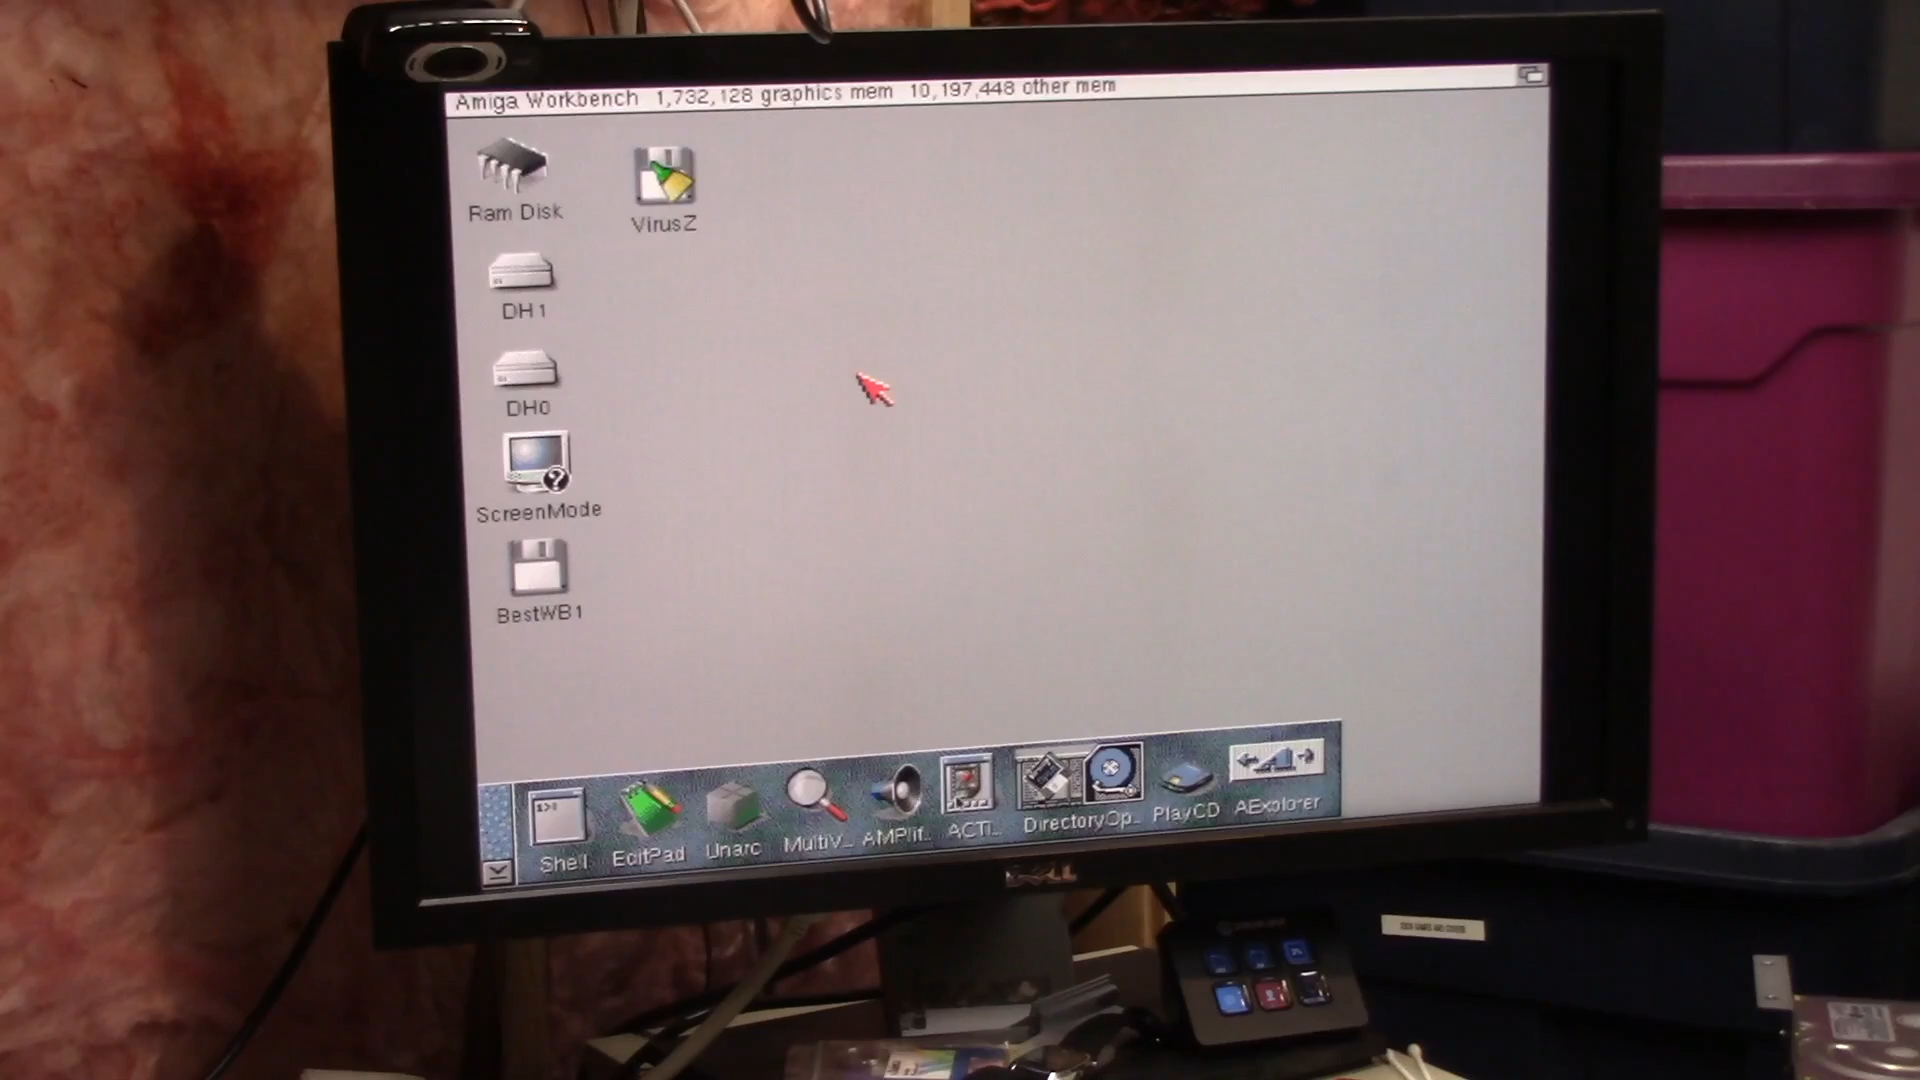 Amiga Workbench 1,732,128 graphics mem 10,197,448 other mem
Ram Disk
VirusZ
DH1
DH0
ScreenMode
BestWB1
Shell
EditPad
Unarc
MultiV...
AMPlif...
ACTi...
DirectoryOp...
PlayCD
AExplorer
DELL